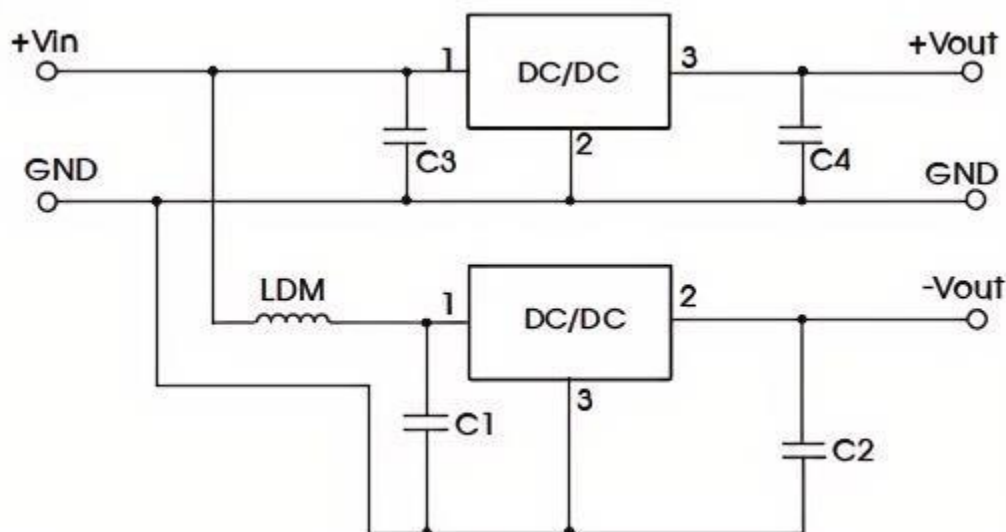 +Vin
1
DC/DC
3
+Vout
C3
2
C4
GND
GND
LDM
1
DC/DC
2
-Vout
3
C1
C2